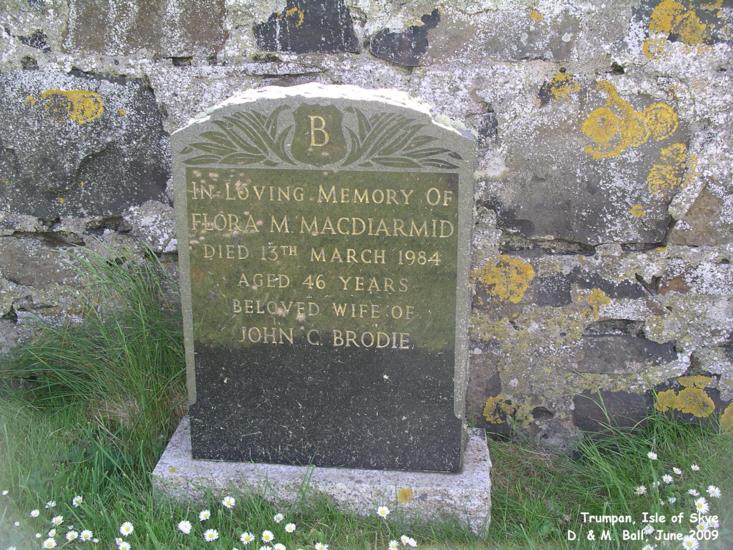 B
IN LOVING MEMORY OF
FLORA M MACDIARMID
DIED 13TH MARCH 1984
AGED 46 YEARS
BELOVED WIFE OF
JOHN C. BRODIE
Trumpan, Isle of Skye
D. & M. Ball, June 2009